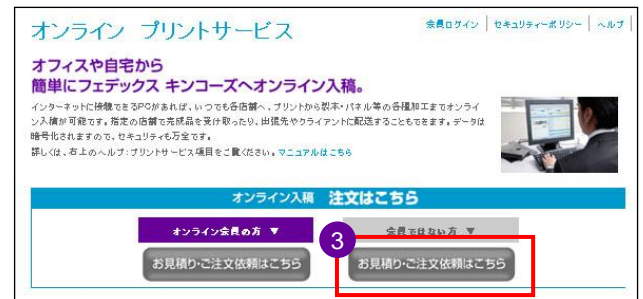 オンライン プリントサービス
会員ログイン | セキュリティーポリシー | ヘルプ |
オフィスや自宅から
簡単にフェデックス キンコーズへオンライン入稿。
インターネットに接続できるPCがあれば、いつでも各店舗へ、プリントから製本・パネル等の各種加工までオンライ
ン入稿が可能です。指定の店舗で完成品を受け取ったり、出張先やクライアントに配送することもできます。データは
暗号化されますので、セキュリティも万全です。
詳しくは、右上のヘルプ:プリントサービス項目をご覧ください。マニュアルはこちら
オンライン入稿 注文はこちら
オンライン会員の方 ▼
会員ではない方 ▼
3
お見積り・ご注文依頼はこちら
お見積り・ご注文依頼はこちら